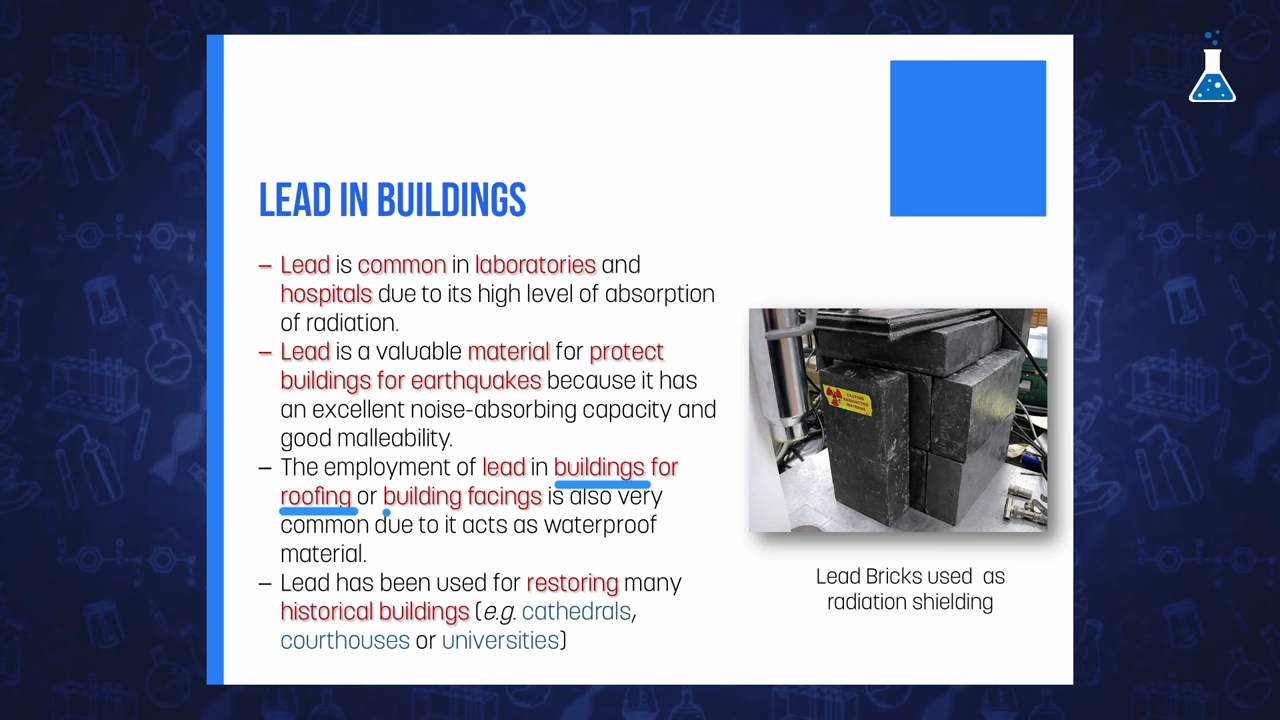 LEAD IN BUILDINGS
– Lead is common in laboratories and
hospitals due to its high level of absorption
of radiation.
– Lead is a valuable material for protect
buildings for earthquakes because it has
an excellent noise-absorbing capacity and
good malleability.
– The employment of lead in buildings for
roofing or building facings is also very
common due to it acts as waterproof
material.
– Lead has been used for restoring many
historical buildings (e.g. cathedrals,
courthouses or universities)
CAUTION
RADIOACTIVE
MATERIAL
Lead Bricks used as
radiation shielding